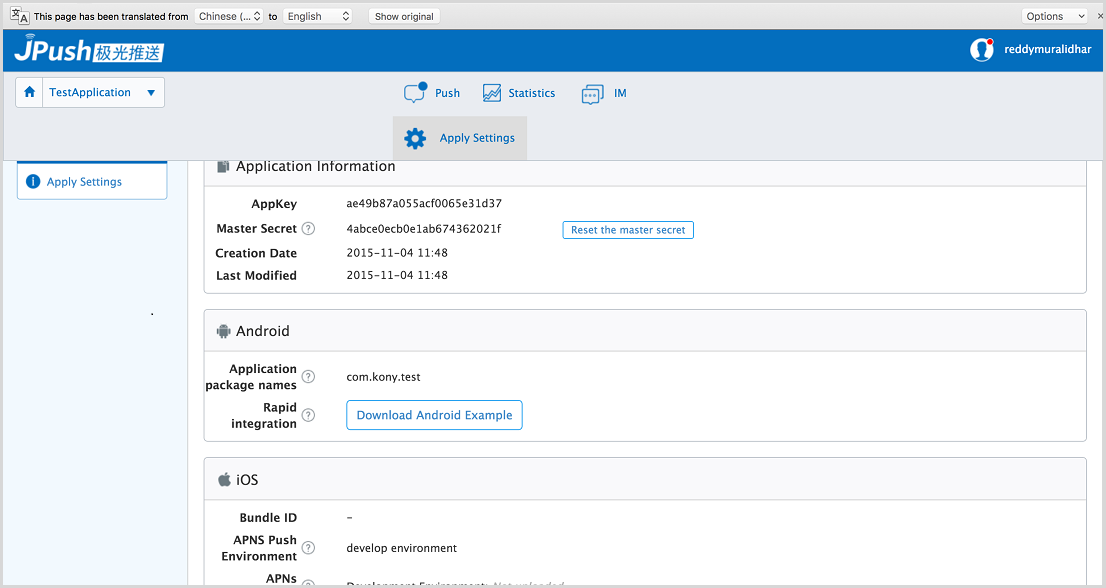 This page has been translated from Chinese (... to English Show original Options
JPush极光推送 reddymuralidhar
TestApplication Push Statistics IM
Apply Settings
Application Information
Apply Settings
AppKey ae49b87a055acf0065e31d37
Master Secret ? 4abce0ecb0e1ab674362021f Reset the master secret
Creation Date 2015-11-04 11:48
Last Modified 2015-11-04 11:48
Android
Application
package names ? com.kony.test
Rapid
integration ? Download Android Example
iOS
Bundle ID –
APNS Push
Environment ? develop environment
APNs
Development Environment: Not uploaded